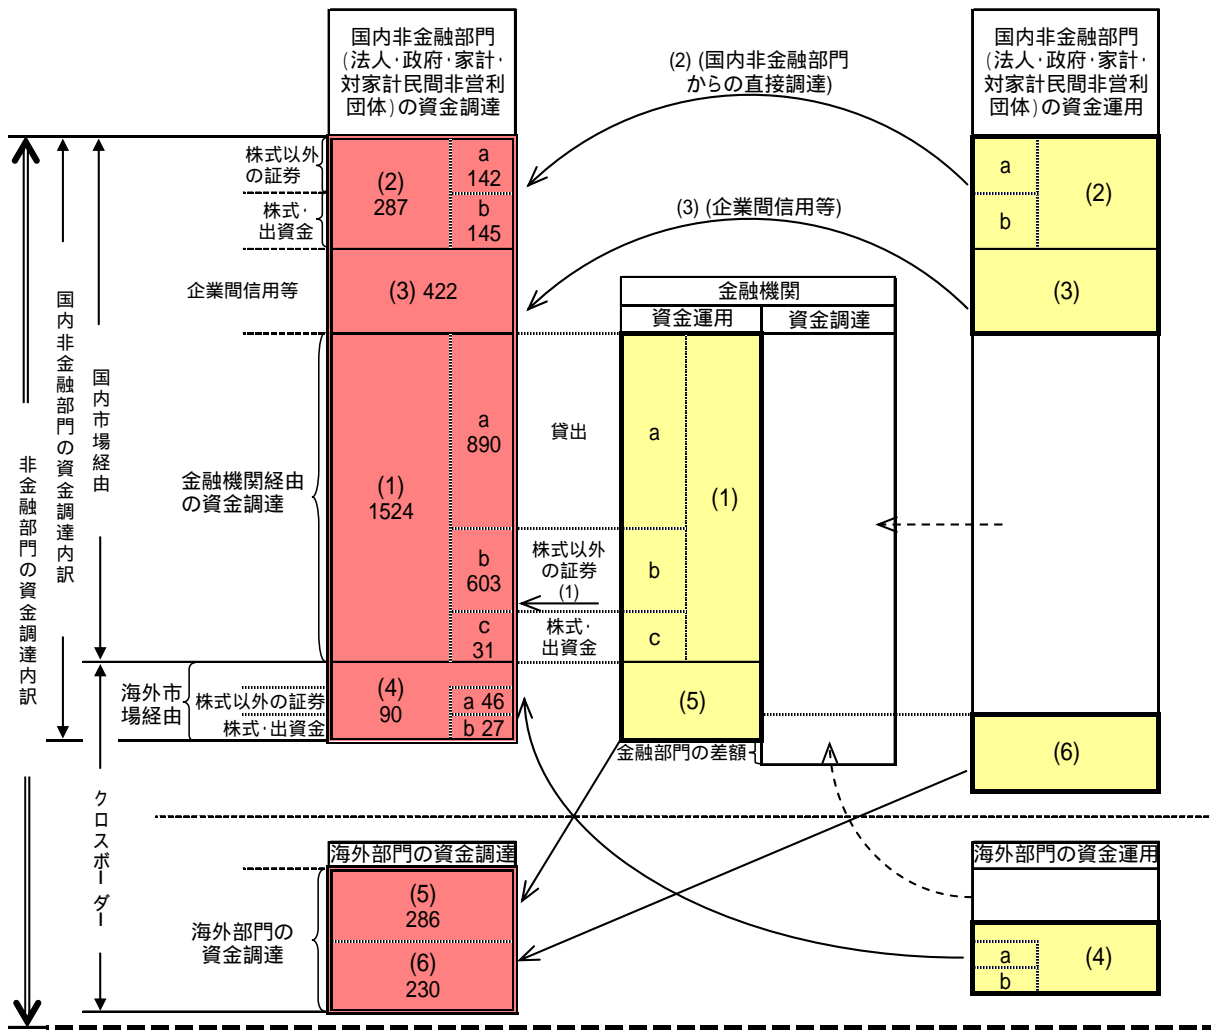 国内非金融部門
(法人・政府・家計・
対家計民間非営利
団体)の資金調達
国内非金融部門
(法人・政府・家計・
対家計民間非営利
団体)の資金運用
(2) (国内非金融部門
からの直接調達)
株式以外
の証券
株式・
出資金
(2)
287
a
142
b
145
a
b
(2)
(3) (企業間信用等)
企業間信用等
(3) 422
(3)
金融機関
資金運用
資金調達
非金融部門の資金調達内訳
国内非金融部門の資金調達内訳
国内市場経由
金融機関経由
の資金調達
(1)
1524
a
890
b
603
c
31
貸出
株式以外
の証券
(1)
株式・
出資金
a
b
c
(1)
海外市
場経由
株式以外の証券
株式・出資金
(4)
90
a 46
b 27
(5)
金融部門の差額
(6)
クロスボーダー
海外部門の資金調達
海外部門の
資金調達
(5)
286
(6)
230
海外部門の資金運用
a
b
(4)